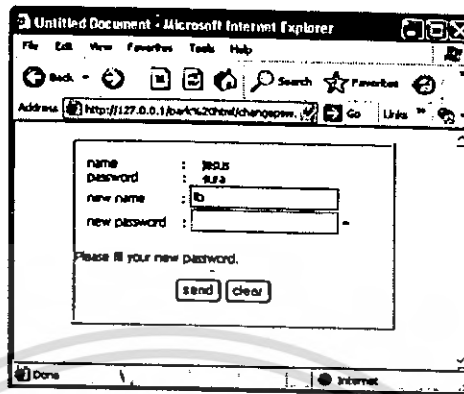 Untitled Document - Microsoft Internet Explorer
File Edit View Favorites Tools Help
Back Search Favorites
Address http://127.0.0.1/bank%20html/changepsw. Go Links »
name : jesus
password :
new name : lb
new password :
Please fill your new password.
send clear
Done Internet